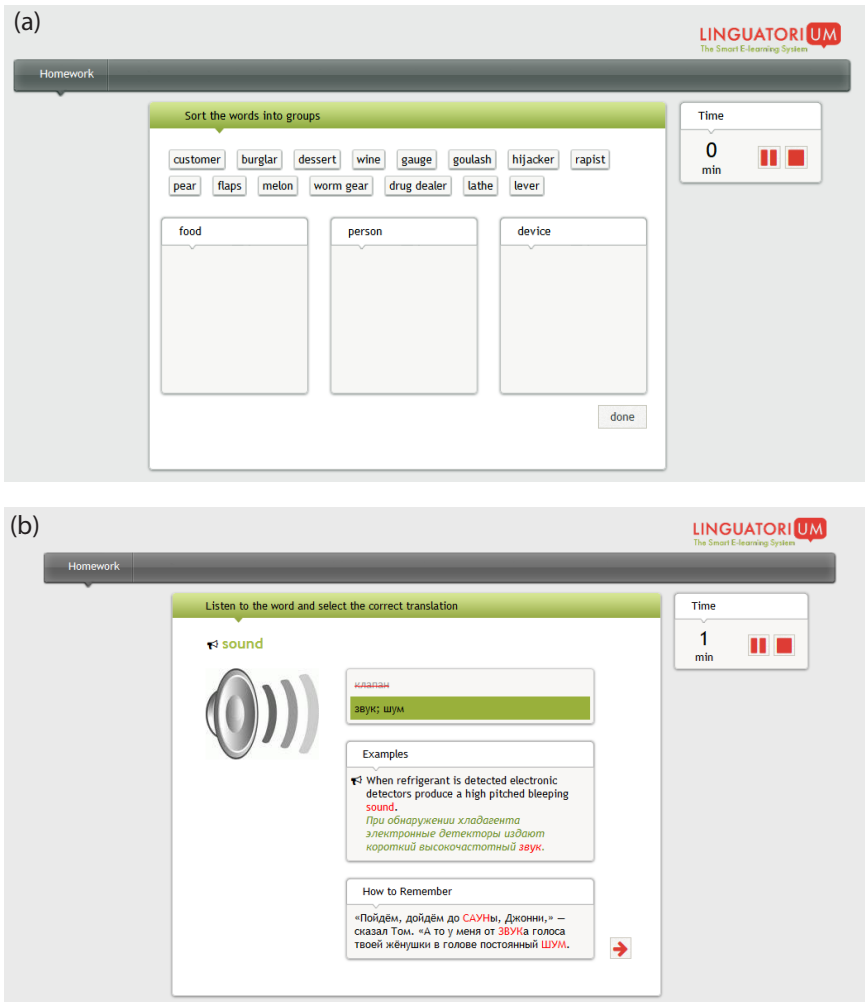 (a)
LINGUATORIUM
The Smart E-learning System
Homework
Sort the words into groups
Time
0
min
customer burglar dessert wine gauge goulash hijacker rapist
pear flaps melon worm gear drug dealer lathe lever
food person device
done
(b)
LINGUATORIUM
The Smart E-learning System
Homework
Listen to the word and select the correct translation
Time
1
min
sound
клапан
звук; шум
Examples
When refrigerant is detected electronic
detectors produce a high pitched bleeping
sound.
При обнаружении хладагента
электронные детекторы издают
короткий высокочастотный звук.
How to Remember
«Пойдём, дойдём до САУНы, Джонни,» —
сказал Том. «А то у меня от ЗВУКа голоса
твоей жёнушки в голове постоянный ШУМ.